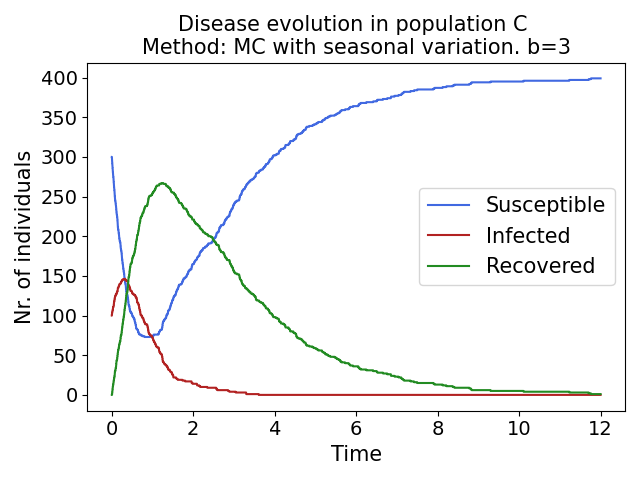 Disease evolution in population C
Method: MC with seasonal variation. b=3
Nr. of individuals
400
350
300
250
200
150
100
50
0
Susceptible
Infected
Recovered
0 2 4 6 8 10 12
Time